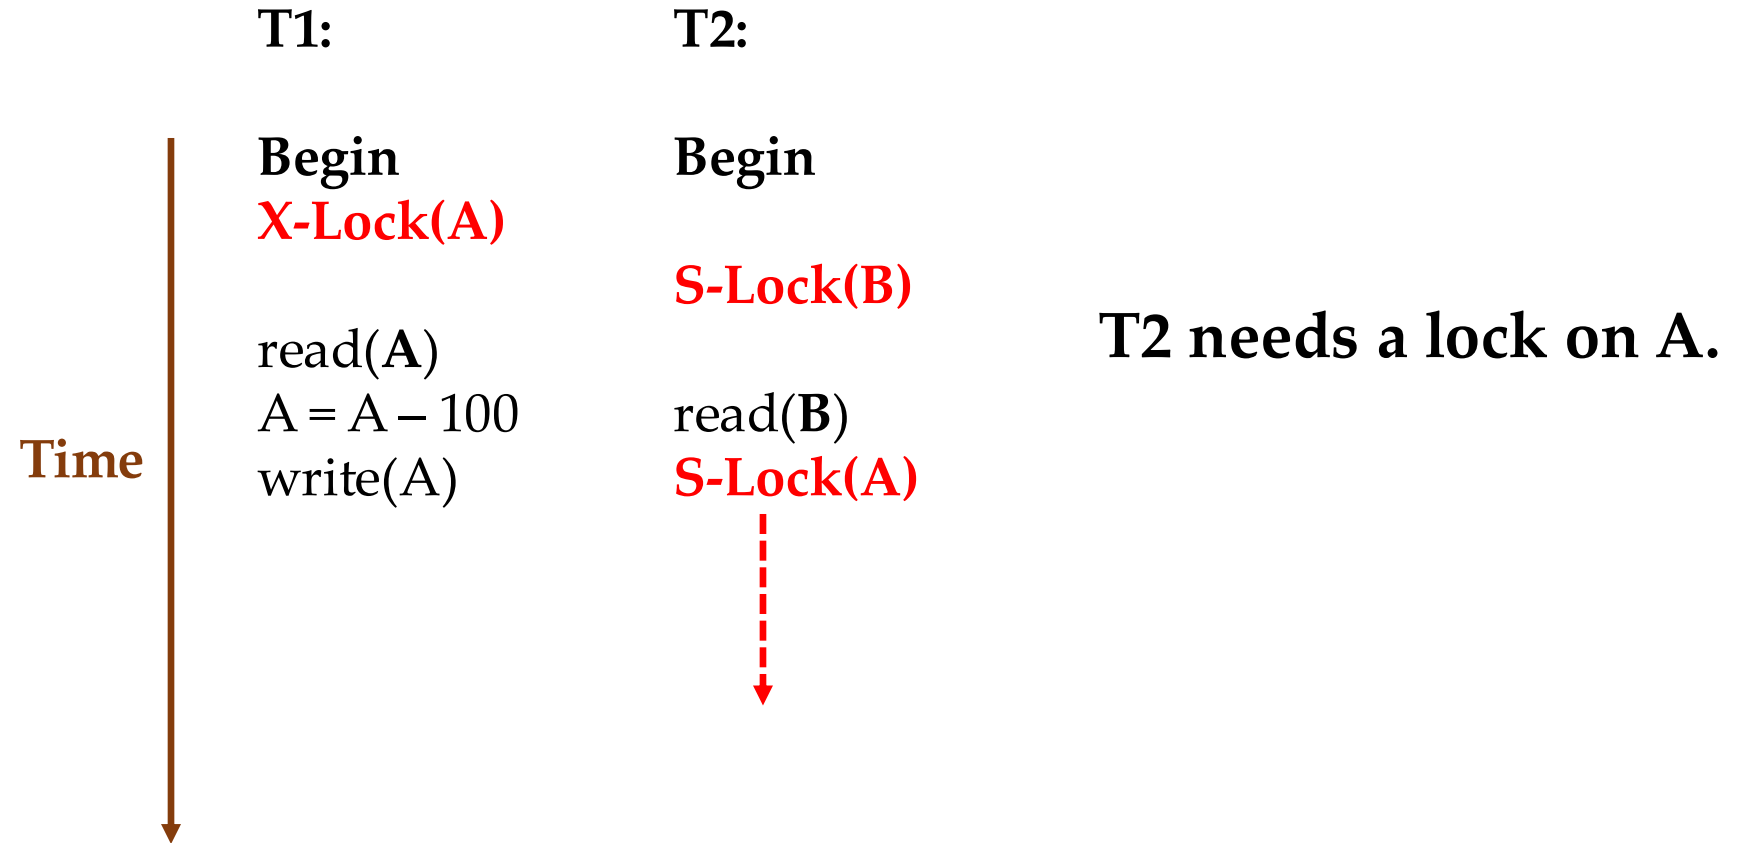 T1:
T2:
Begin
Begin
X-Lock(A)
S-Lock(B)
T2 needs a lock on A.
read(A)
A = A – 100
read(B)
Time
write(A)
S-Lock(A)